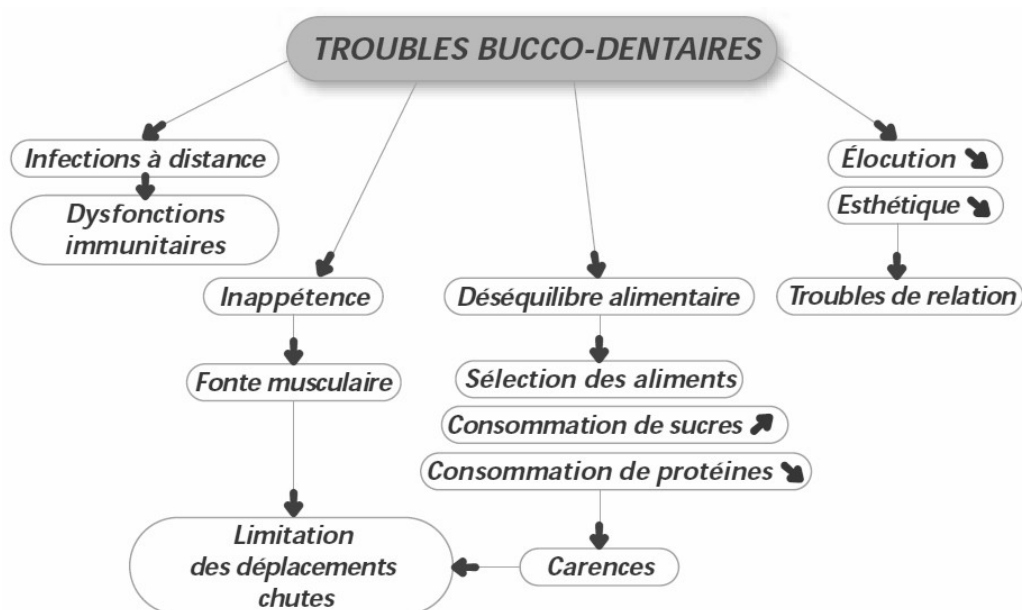 TROUBLES BUCCO-DENTAIRES
Infections à distance
Dysfonctions
immunitaires
Inappétence
Fonte musculaire
Déséquilibre alimentaire
Sélection des aliments
Consommation de sucres
Consommation de protéines
Carences
Limitation
des déplacements
chutes
Élocution
Esthétique
Troubles de relation